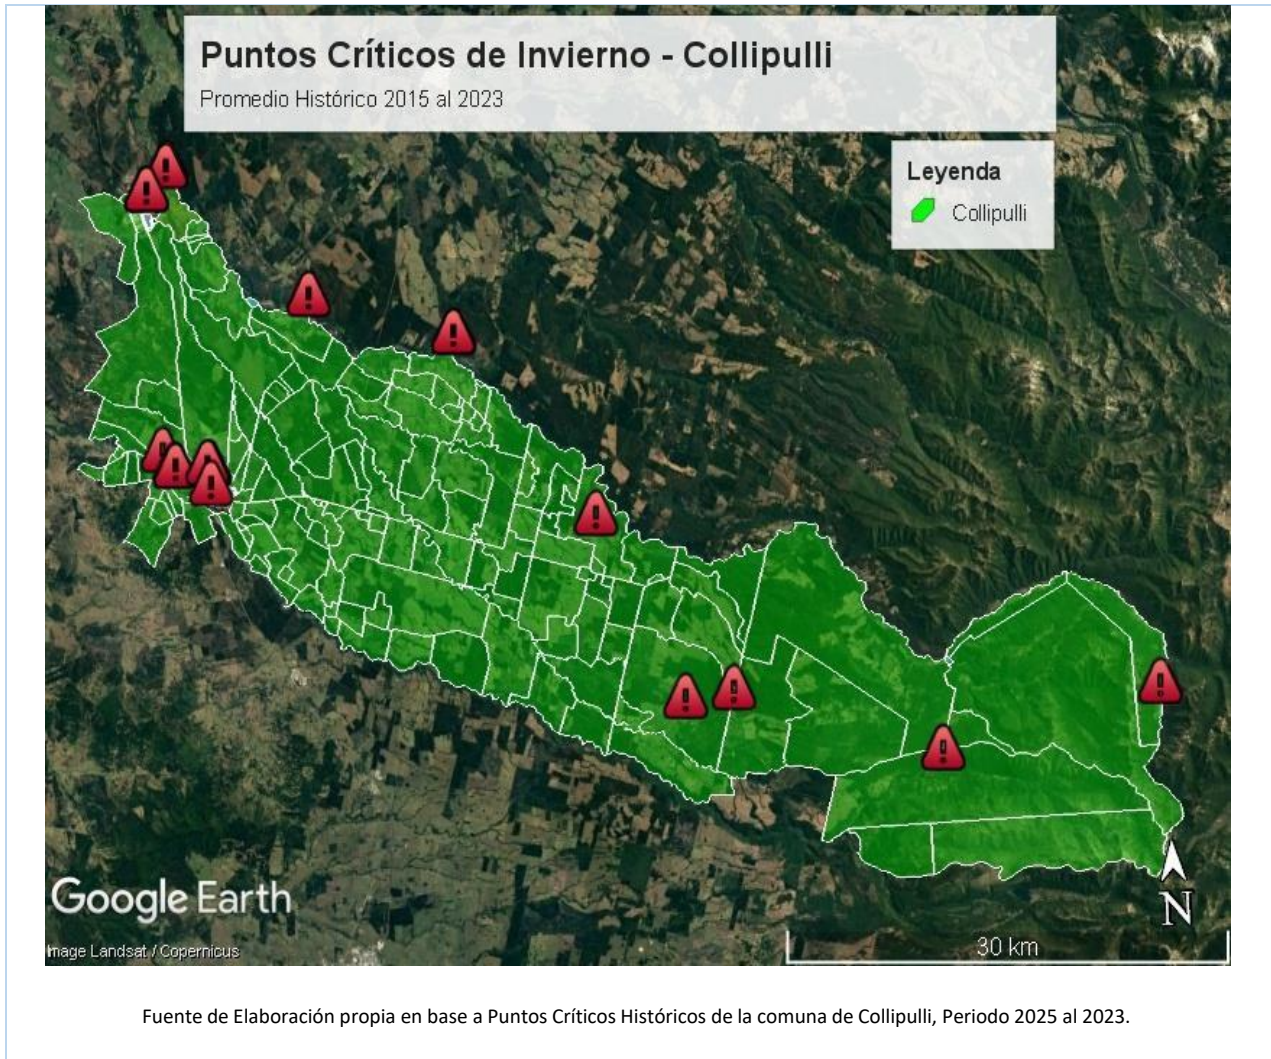 Puntos Críticos de Invierno - Collipulli
Promedio Histórico 2015 al 2023
Leyenda
Collipulli
Google Earth
Image Landsat / Copernicus
N
30 km
Fuente de Elaboración propia en base a Puntos Críticos Históricos de la comuna de Collipulli, Periodo 2025 al 2023.